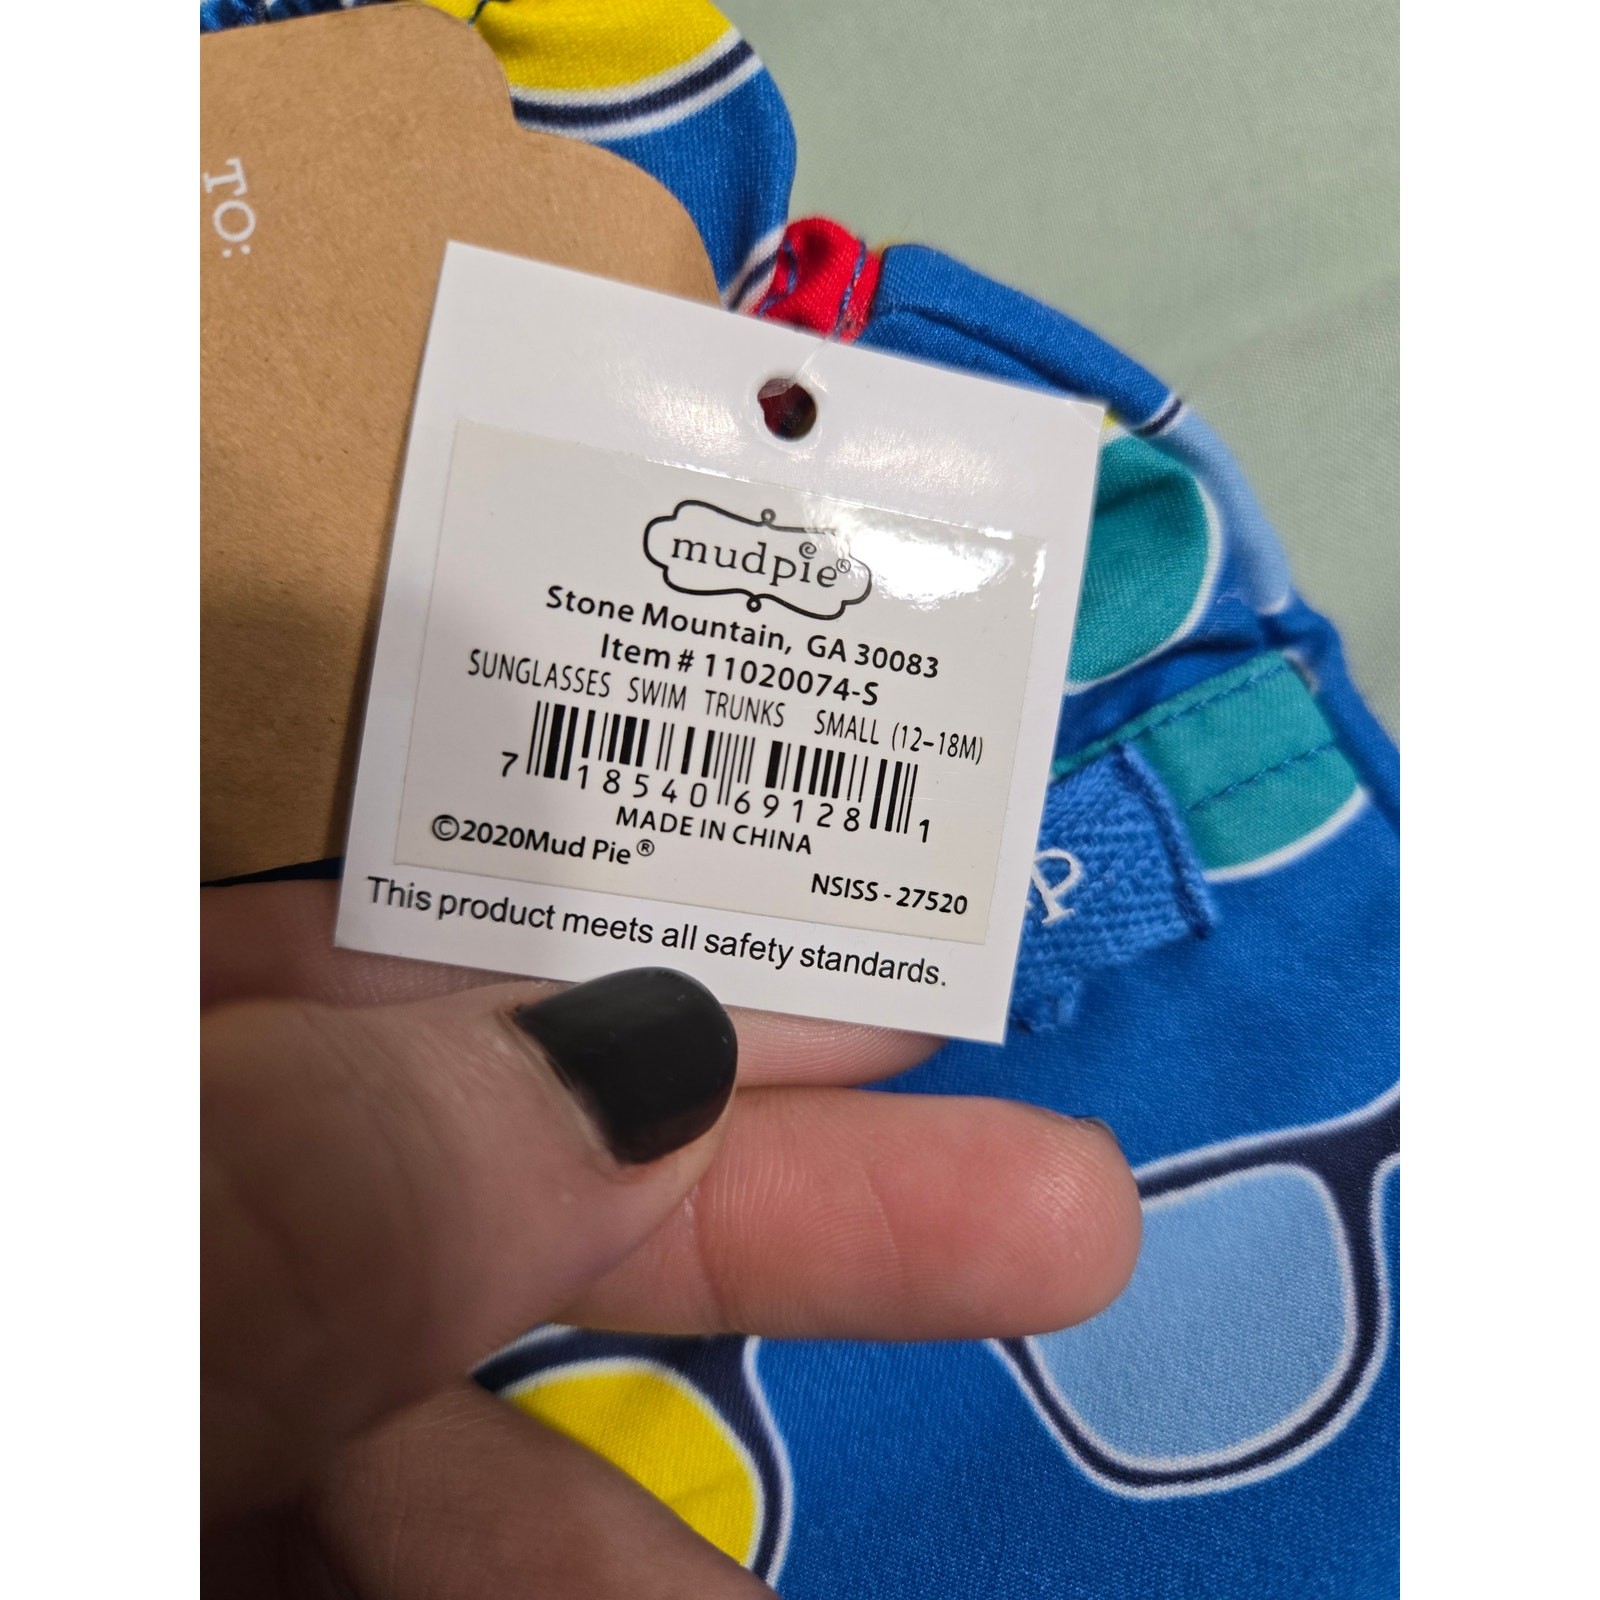 TO:
mudpie®
Stone Mountain, GA 30083
Item # 11020074-S
SUNGLASSES SWIM TRUNKS SMALL (12-18M)
7 18540 69128 1
MADE IN CHINA
©2020Mud Pie®
NSISS - 27520
This product meets all safety standards.
P